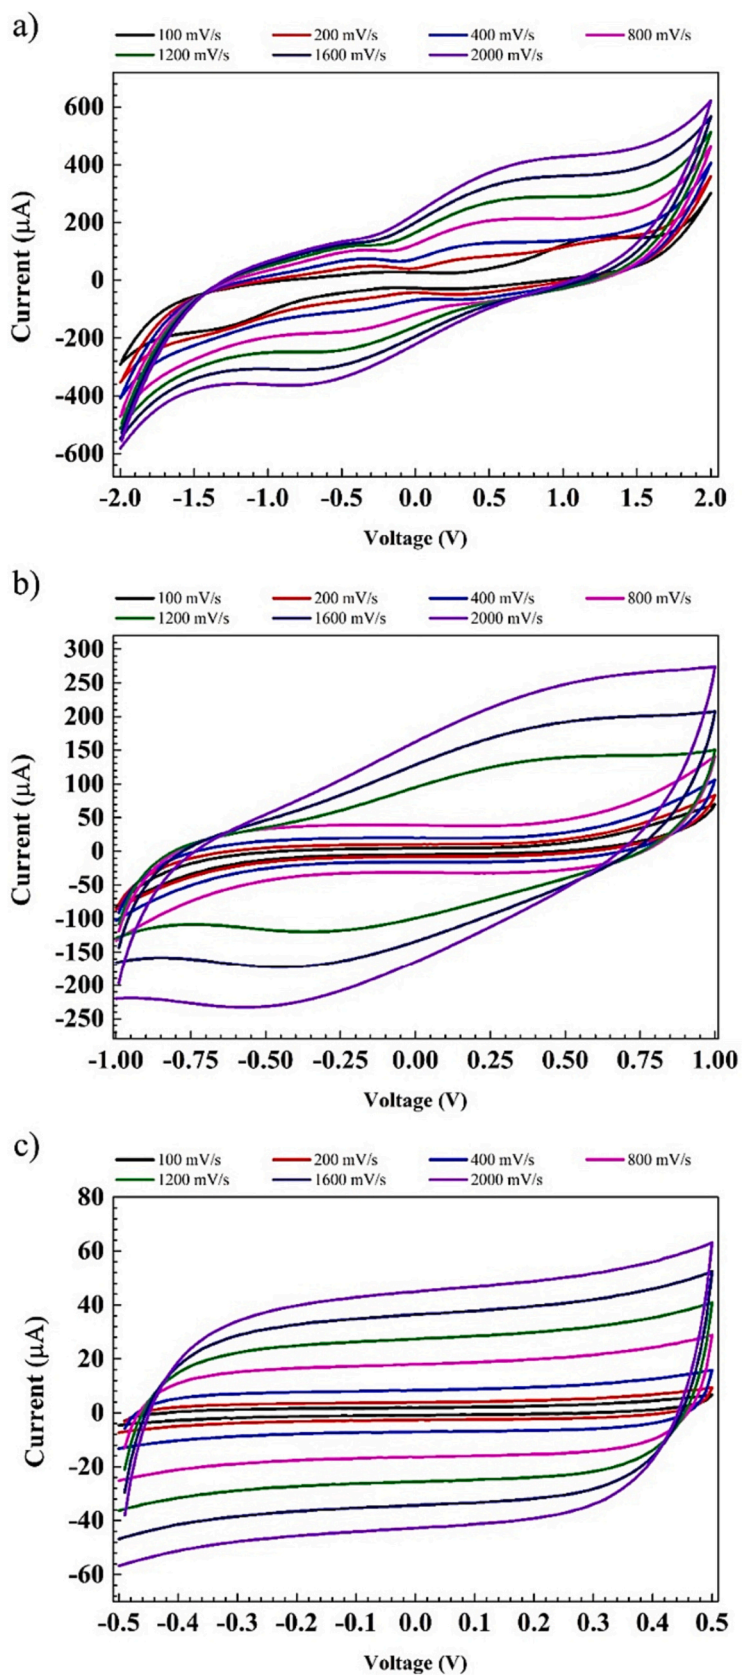 a)
100 mV/s 200 mV/s 400 mV/s 800 mV/s
1200 mV/s 1600 mV/s 2000 mV/s
600
400
200
0
-200
-400
-600
Current (μA)
-2.0 -1.5 -1.0 -0.5 0.0 0.5 1.0 1.5 2.0
Voltage (V)
b)
100 mV/s 200 mV/s 400 mV/s 800 mV/s
1200 mV/s 1600 mV/s 2000 mV/s
300
250
200
150
100
50
0
-50
-100
-150
-200
-250
Current (μA)
-1.00 -0.75 -0.50 -0.25 0.00 0.25 0.50 0.75 1.00
Voltage (V)
c)
100 mV/s 200 mV/s 400 mV/s 800 mV/s
1200 mV/s 1600 mV/s 2000 mV/s
80
60
40
20
0
-20
-40
-60
Current (μA)
-0.5 -0.4 -0.3 -0.2 -0.1 0.0 0.1 0.2 0.3 0.4 0.5
Voltage (V)